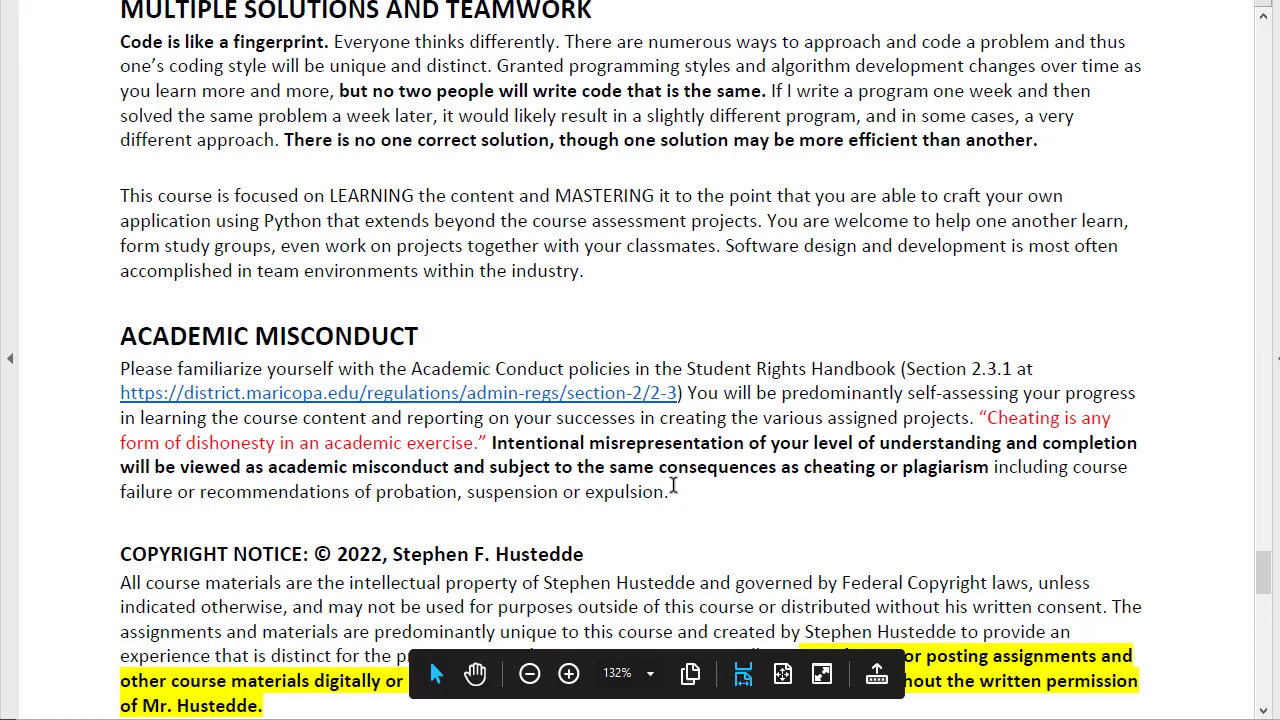 MULTIPLE SOLUTIONS AND TEAMWORK
Code is like a fingerprint. Everyone thinks differently. There are numerous ways to approach and code a problem and thus
one’s coding style will be unique and distinct. Granted programming styles and algorithm development changes over time as
you learn more and more, but no two people will write code that is the same. If I write a program one week and then
solved the same problem a week later, it would likely result in a slightly different program, and in some cases, a very
different approach. There is no one correct solution, though one solution may be more efficient than another.
This course is focused on LEARNING the content and MASTERING it to the point that you are able to craft your own
application using Python that extends beyond the course assessment projects. You are welcome to help one another learn,
form study groups, even work on projects together with your classmates. Software design and development is most often
accomplished in team environments within the industry.
ACADEMIC MISCONDUCT
Please familiarize yourself with the Academic Conduct policies in the Student Rights Handbook (Section 2.3.1 at
https://district.maricopa.edu/regulations/admin-regs/section-2/2-3) You will be predominantly self-assessing your progress
in learning the course content and reporting on your successes in creating the various assigned projects. “Cheating is any
form of dishonesty in an academic exercise.” Intentional misrepresentation of your level of understanding and completion
will be viewed as academic misconduct and subject to the same consequences as cheating or plagiarism including course
failure or recommendations of probation, suspension or expulsion.
COPYRIGHT NOTICE: © 2022, Stephen F. Hustedde
All course materials are the intellectual property of Stephen Hustedde and governed by Federal Copyright laws, unless
indicated otherwise, and may not be used for purposes outside of this course or distributed without his written consent. The
assignments and materials are predominantly unique to this course and created by Stephen Hustedde to provide an
experience that is distinct for the or posting assignments and
other course materials digitally or the written permission
of Mr. Hustedde.
132%